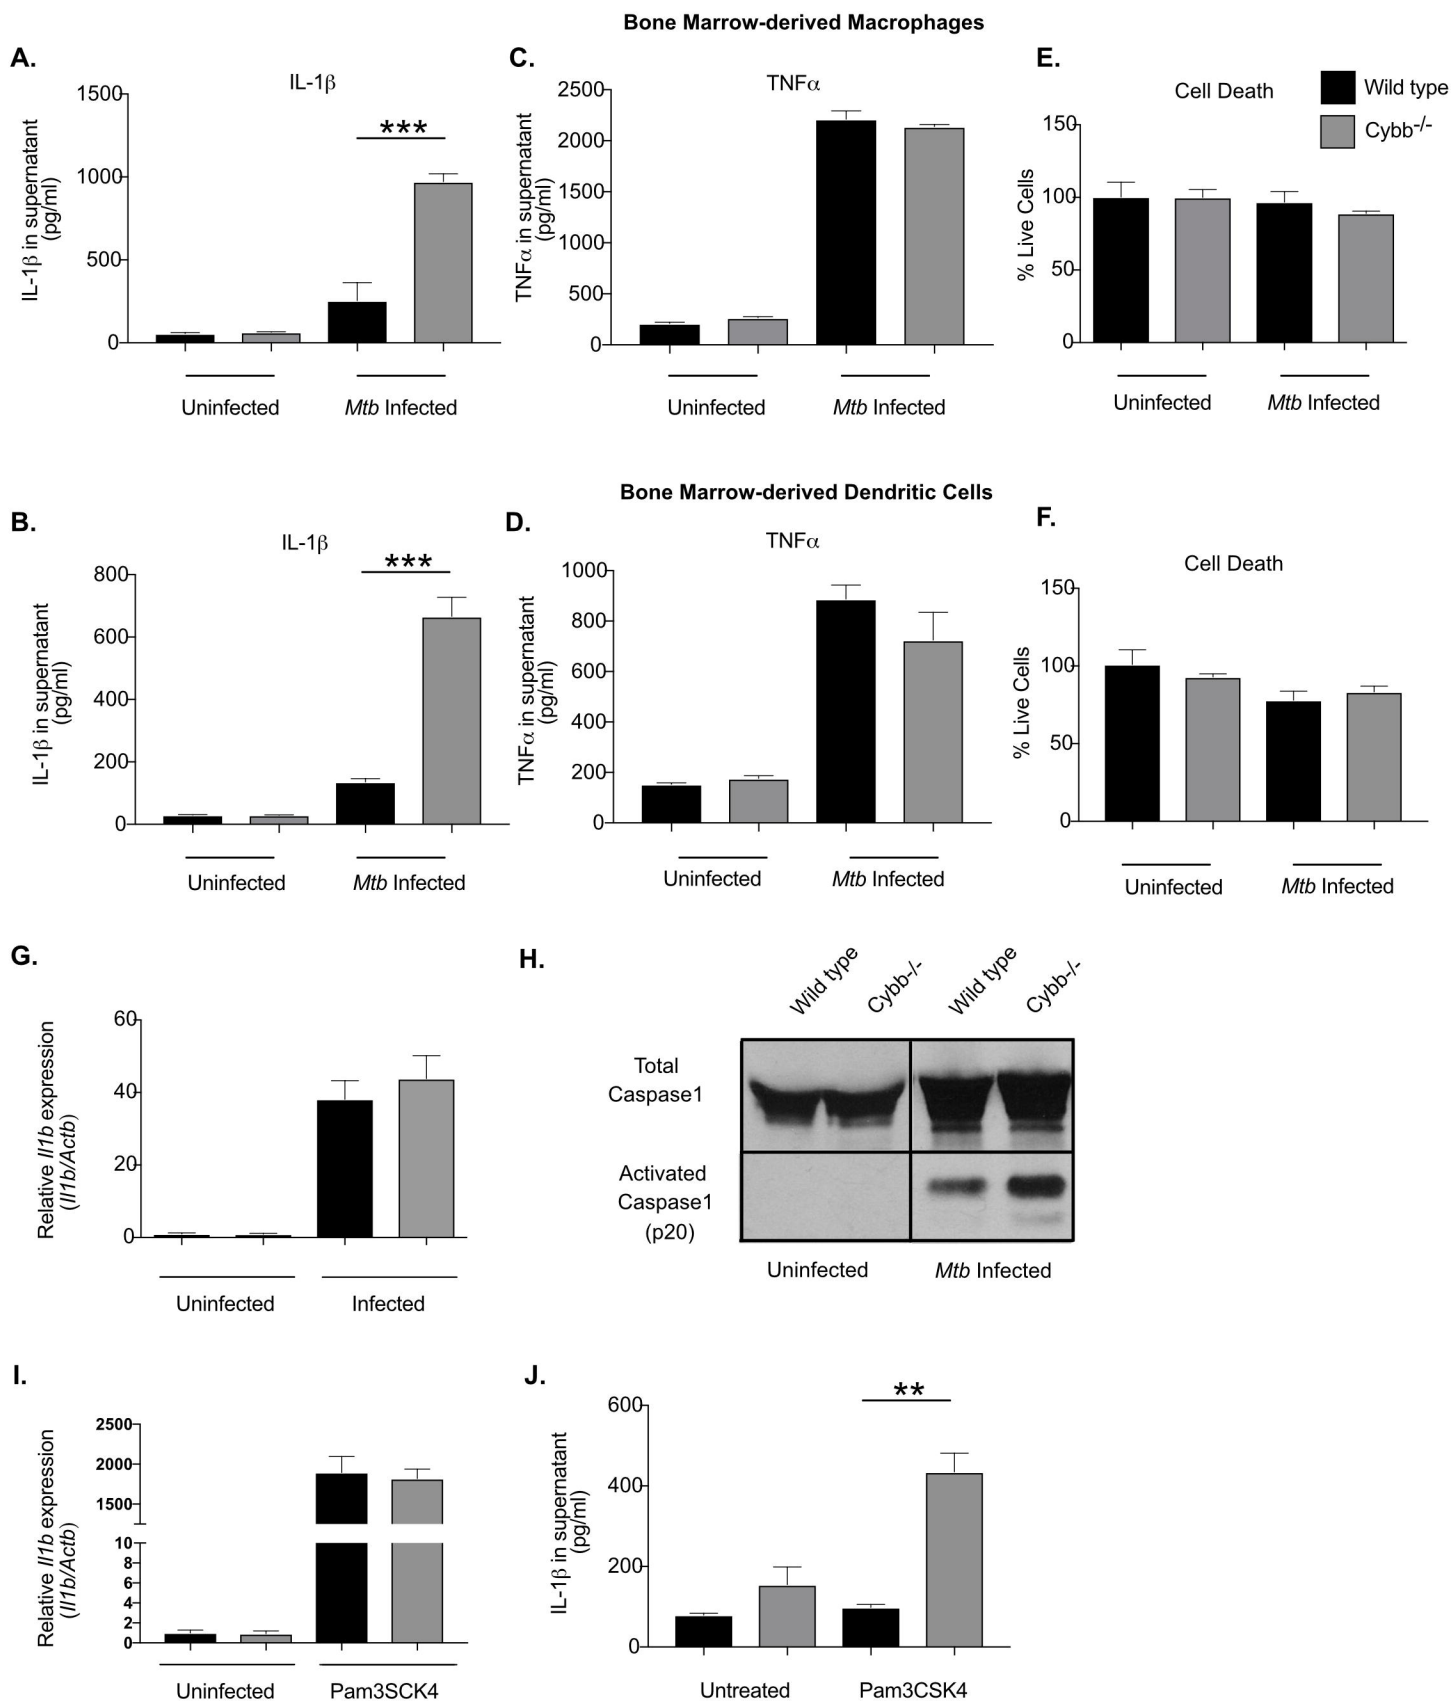 Bone Marrow-derived Macrophages
A.
IL-1β
IL-1β in supernatant
(pg/ml)
1500
1000
500
0
***
Uninfected
Mtb Infected
C.
TNFα
TNFα in supernatant
(pg/ml)
2500
2000
1500
1000
500
0
Uninfected
Mtb Infected
E.
Cell Death
% Live Cells
150
100
50
0
Uninfected
Mtb Infected
Wild type
Cybb-/-
Bone Marrow-derived Dendritic Cells
B.
IL-1β
IL-1β in supernatant
(pg/ml)
800
600
400
200
0
***
Uninfected
Mtb Infected
D.
TNFα
TNFα in supernatant
(pg/ml)
1000
800
600
400
200
0
Uninfected
Mtb Infected
F.
Cell Death
% Live Cells
150
100
50
0
Uninfected
Mtb Infected
G.
Relative Il1b expression
(Il1b/Actb)
60
40
20
0
Uninfected
Infected
H.
Wild type
Cybb-/-
Wild type
Cybb-/-
Total
Caspase1
Activated
Caspase1
(p20)
Uninfected
Mtb Infected
I.
Relative Il1b expression
(Il1b/Actb)
2500
2000
1500
10
8
6
4
2
0
Uninfected
Pam3SCK4
J.
IL-1β in supernatant
(pg/ml)
600
400
200
0
**
Untreated
Pam3CSK4